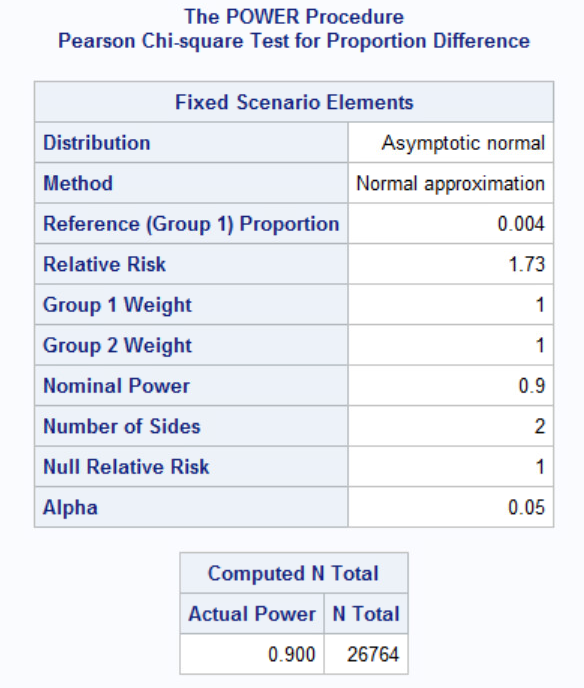 The POWER Procedure
Pearson Chi-square Test for Proportion Difference
Fixed Scenario Elements
Distribution Asymptotic normal
Method Normal approximation
Reference (Group 1) Proportion 0.004
Relative Risk 1.73
Group 1 Weight 1
Group 2 Weight 1
Nominal Power 0.9
Number of Sides 2
Null Relative Risk 1
Alpha 0.05
Computed N Total
Actual Power N Total
0.900 26764